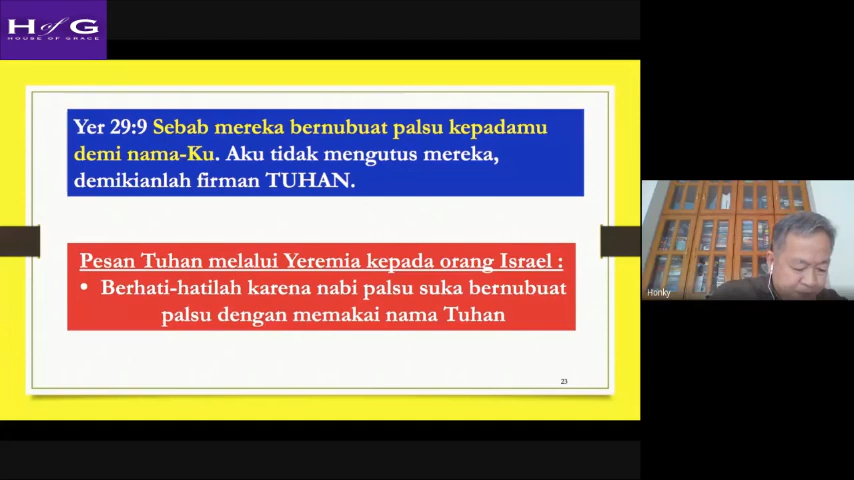 H of G
HOUSE OF GRACE
Yer 29:9 Sebab mereka bernubuat palsu kepadamu
demi nama-Ku. Aku tidak mengutus mereka,
demikianlah firman TUHAN.
Pesan Tuhan melalui Yeremia kepada orang Israel :
• Berhati-hatilah karena nabi palsu suka bernubuat
palsu dengan memakai nama Tuhan
23
Honky